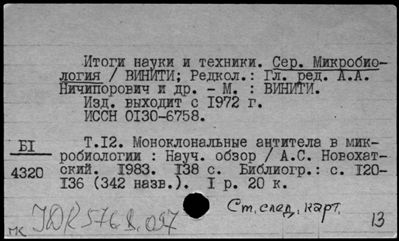 Итоги науки и техники. Сер. Микробио-
логия / ВИНИТИ; Редкол.: Гл. ред. А.А.
Ничипорович и др. - М. : ВИНИТИ.
Изд. выходит с 1972 г.
ИССН 0130-6758.
Б1 Т.12. Моноклональные антитела в мик-
робиологии : Науч. обзор / А.С. Новохат-
4320 ский. 1983. 138 с. Библиогр.: с. 120-
136 (342 назв.). 1 р. 20 к.
Ст. след. карт.
13
МК